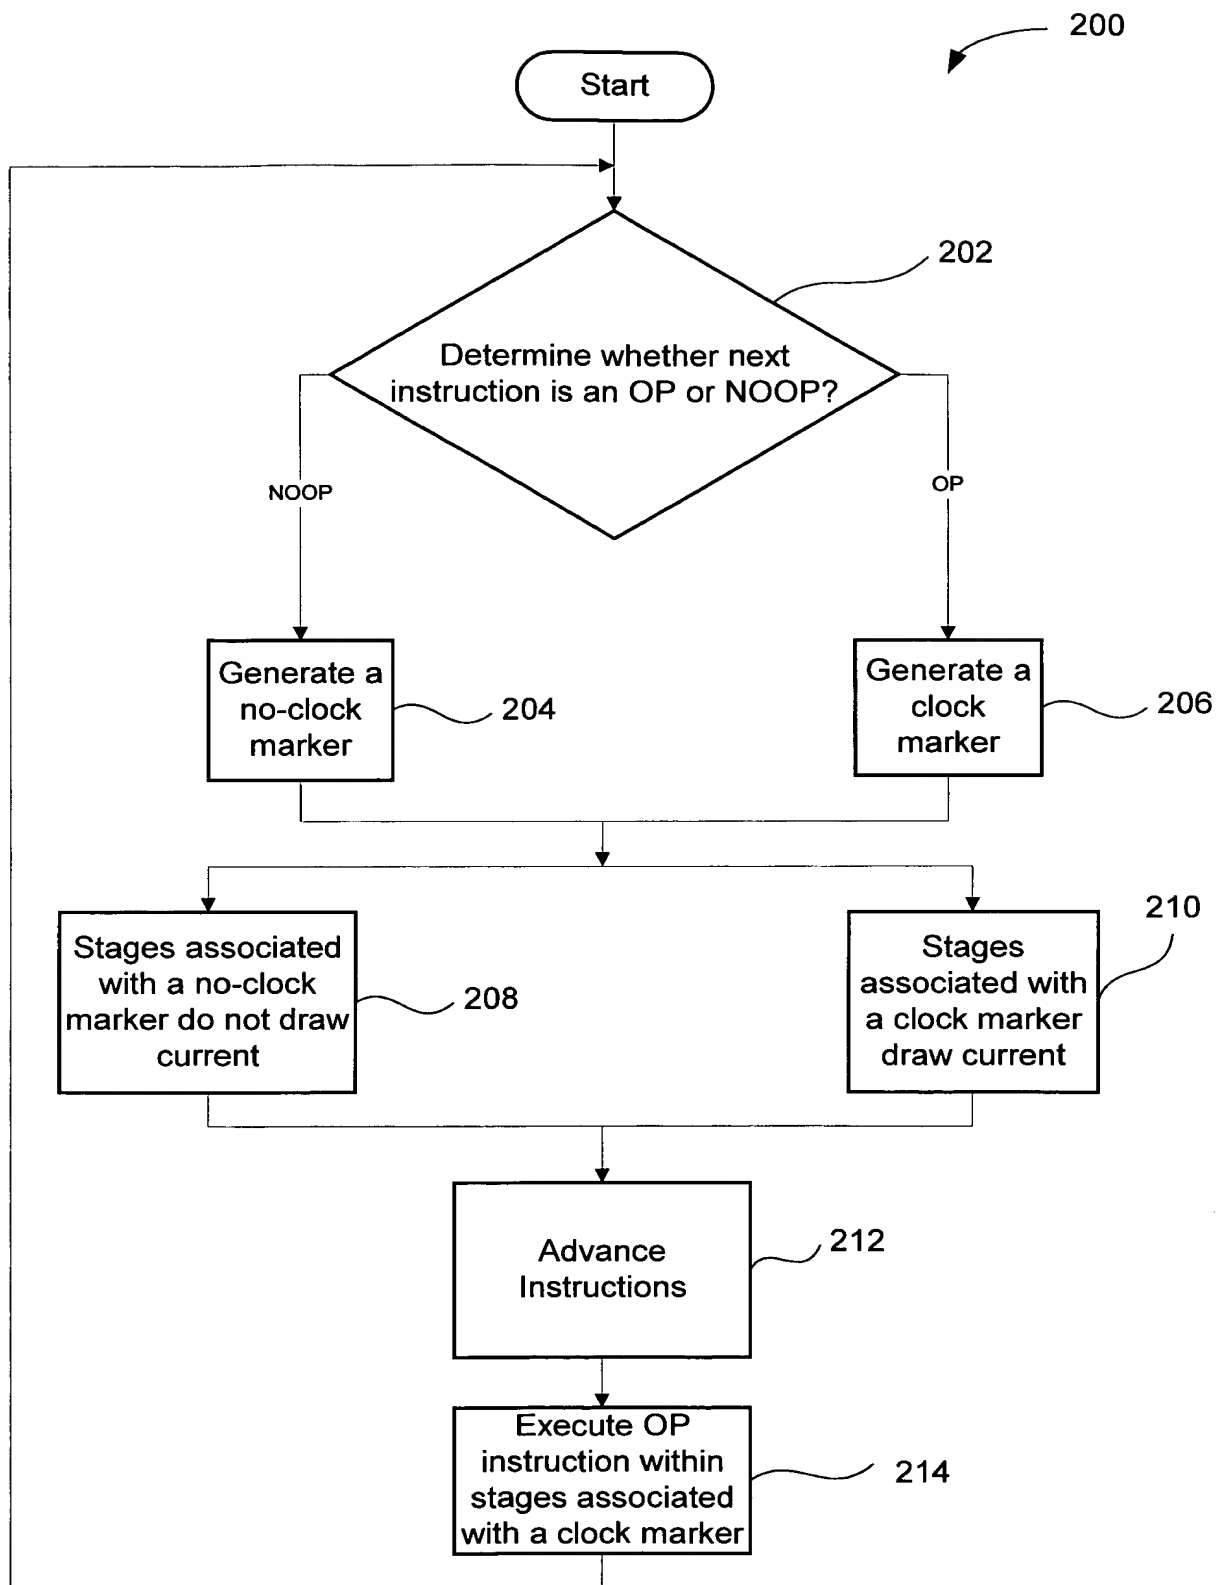 200
Start
202
Determine whether next
instruction is an OP or NOOP?
NOOP
OP
Generate a
no-clock
marker
204
Generate a
clock
marker
206
Stages associated
with a no-clock
marker do not draw
current
208
Stages
associated with
a clock marker
draw current
210
Advance
Instructions
212
Execute OP
instruction within
stages associated
with a clock marker
214